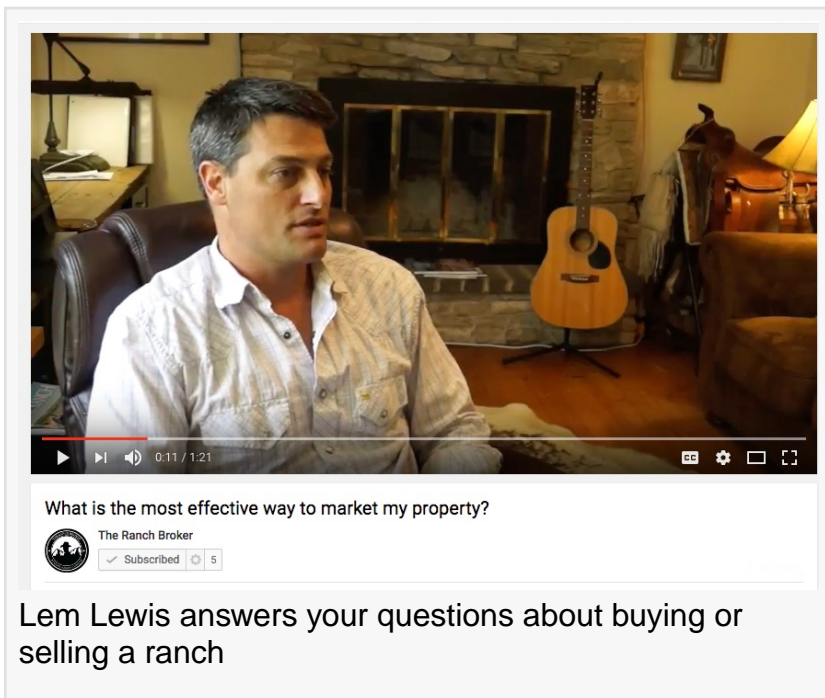 0:11 / 1:21
CC
What is the most effective way to market my property?
The Ranch Broker
Subscribed 5
Lem Lewis answers your questions about buying or
selling a ranch